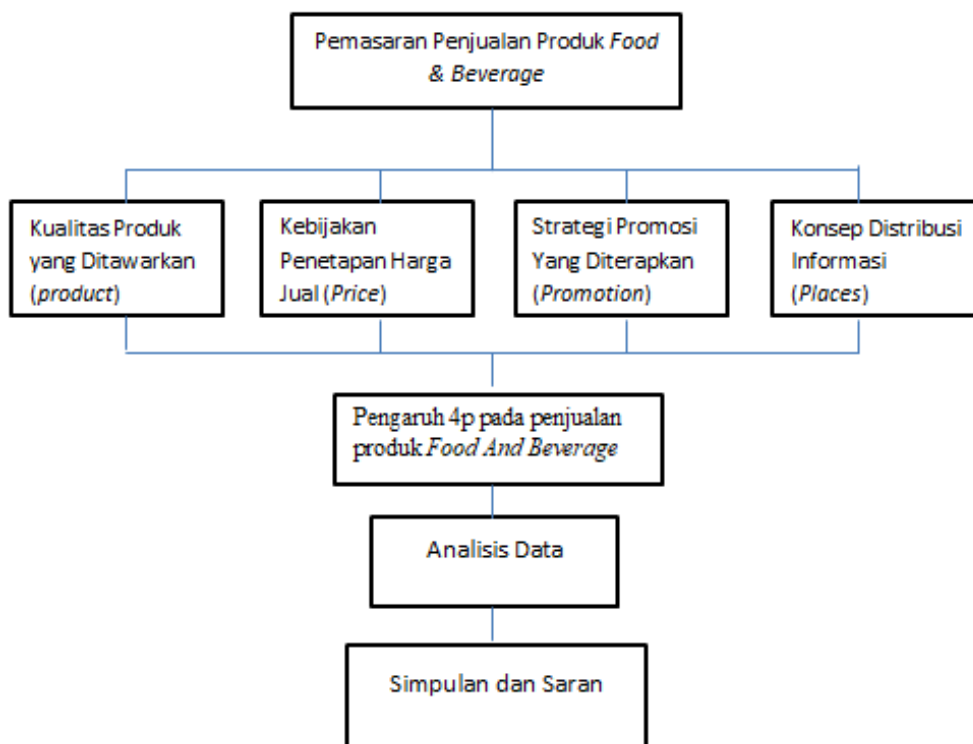 Pemasaran Penjualan Produk Food
& Beverage
Kualitas Produk
yang Ditawarkan
(product)
Kebijakan
Penetapan Harga
Jual (Price)
Strategi Promosi
Yang Diterapkan
(Promotion)
Konsep Distribusi
Informasi
(Places)
Pengaruh 4p pada penjualan
produk Food And Beverage
Analisis Data
Simpulan dan Saran